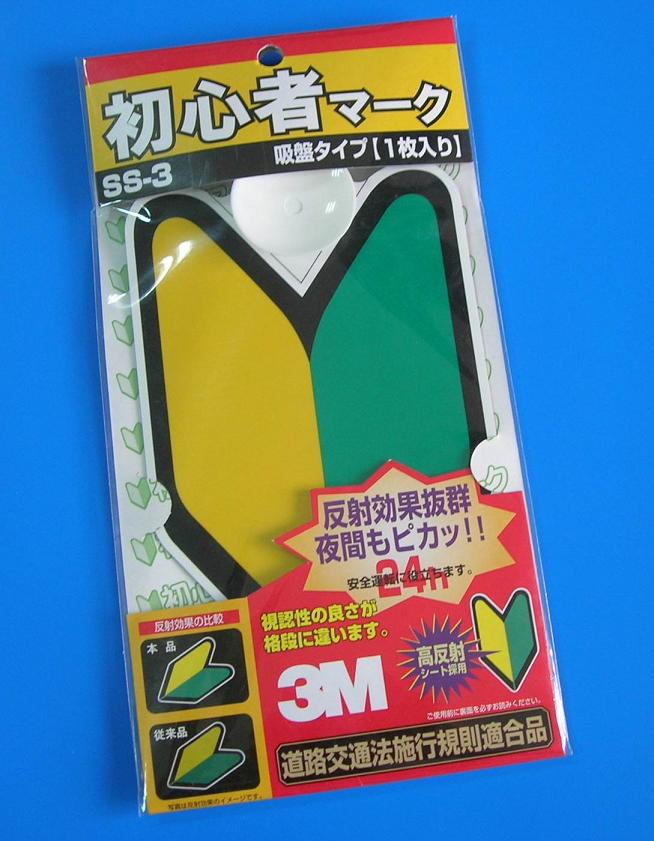 初心者マーク
SS-3
吸盤タイプ【1枚入り】
反射効果抜群
夜間もピカッ!!
安全運転に役立ちます。
反射効果の比較
本品
従来品
写真は反射効果のイメージです。
視認性の良さが
格段に違います。
3M
高反射
シート採用
ご使用前に裏面を必ずお読みください。
道路交通法施行規則適合品